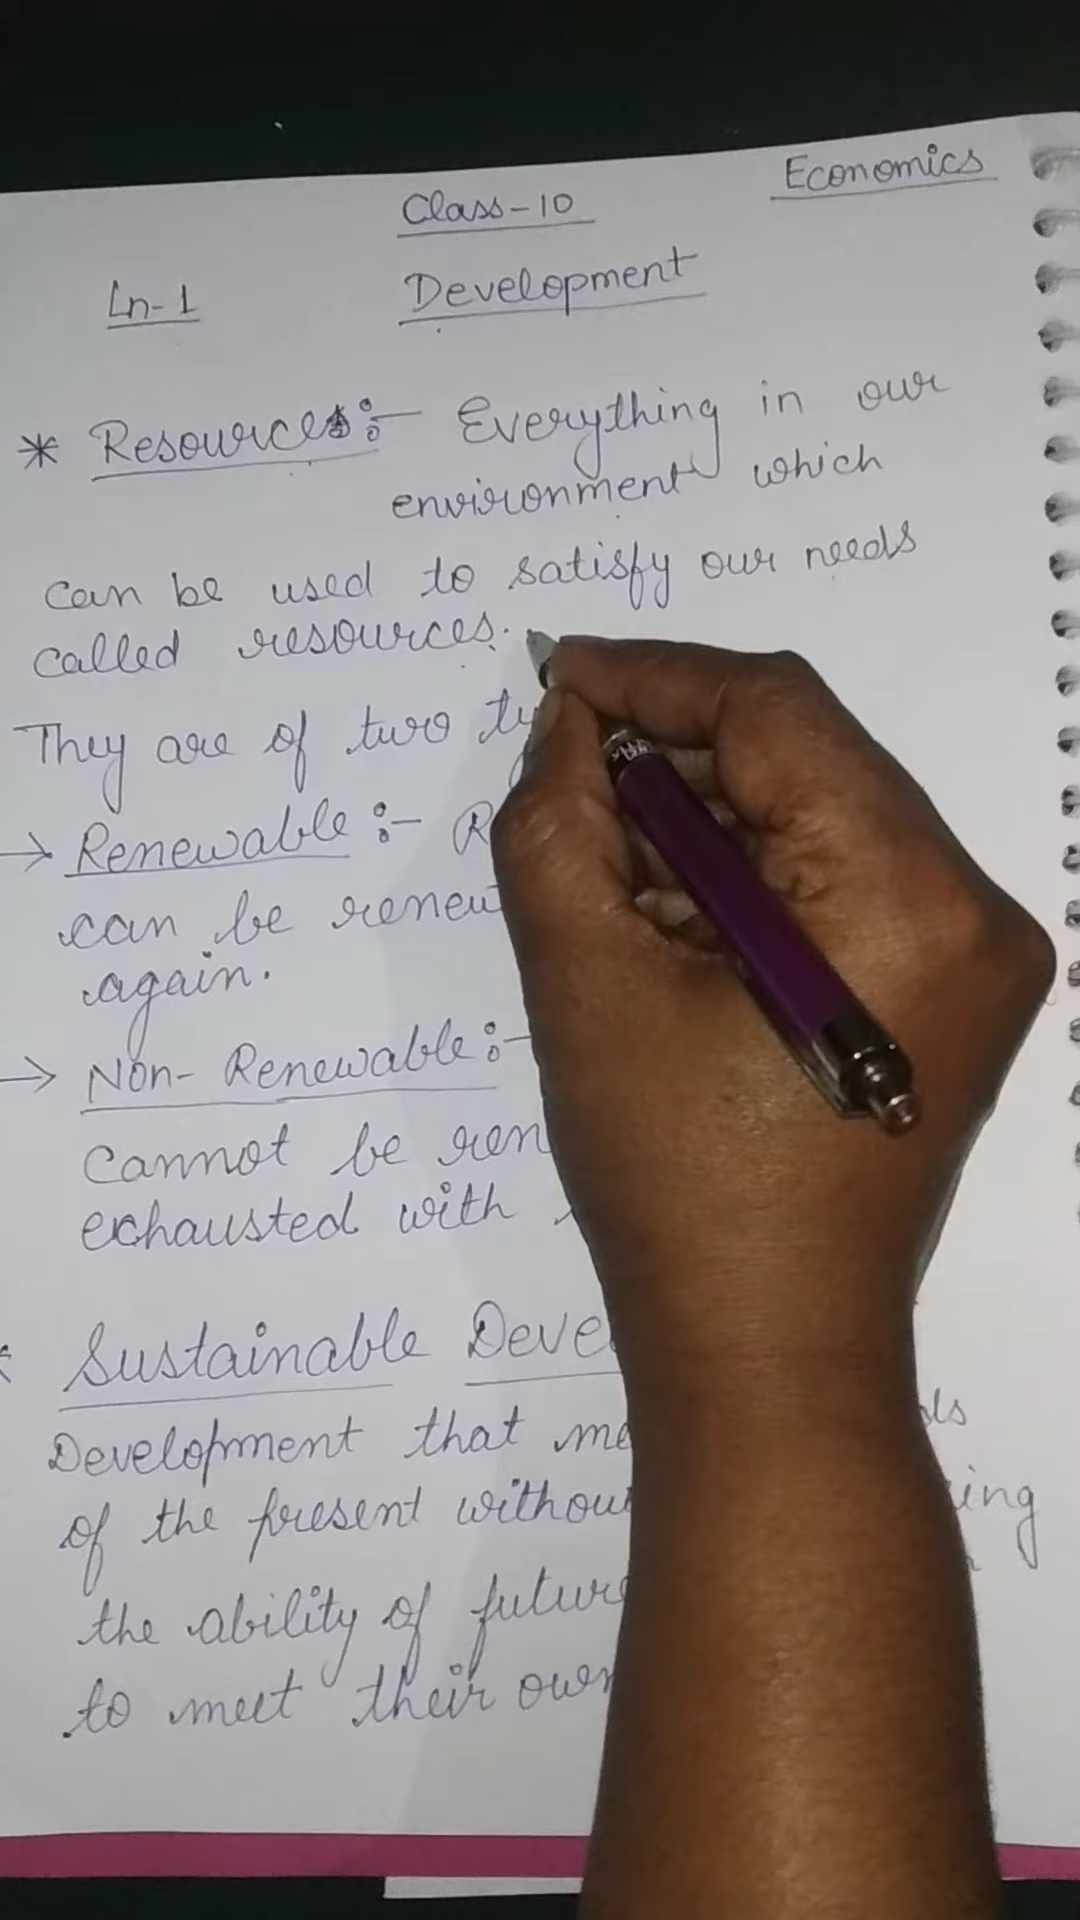 Economics
Class-10
Ln-1 Development
* Resources:- Everything in our
environment which
can be used to satisfy our needs
called resources.
They are of two
→ Renewable :-
can be
again.
→ Non-Renewable :-
cannot be
exhausted with
Sustainable
Development that
of the present
the ability of
to meet their